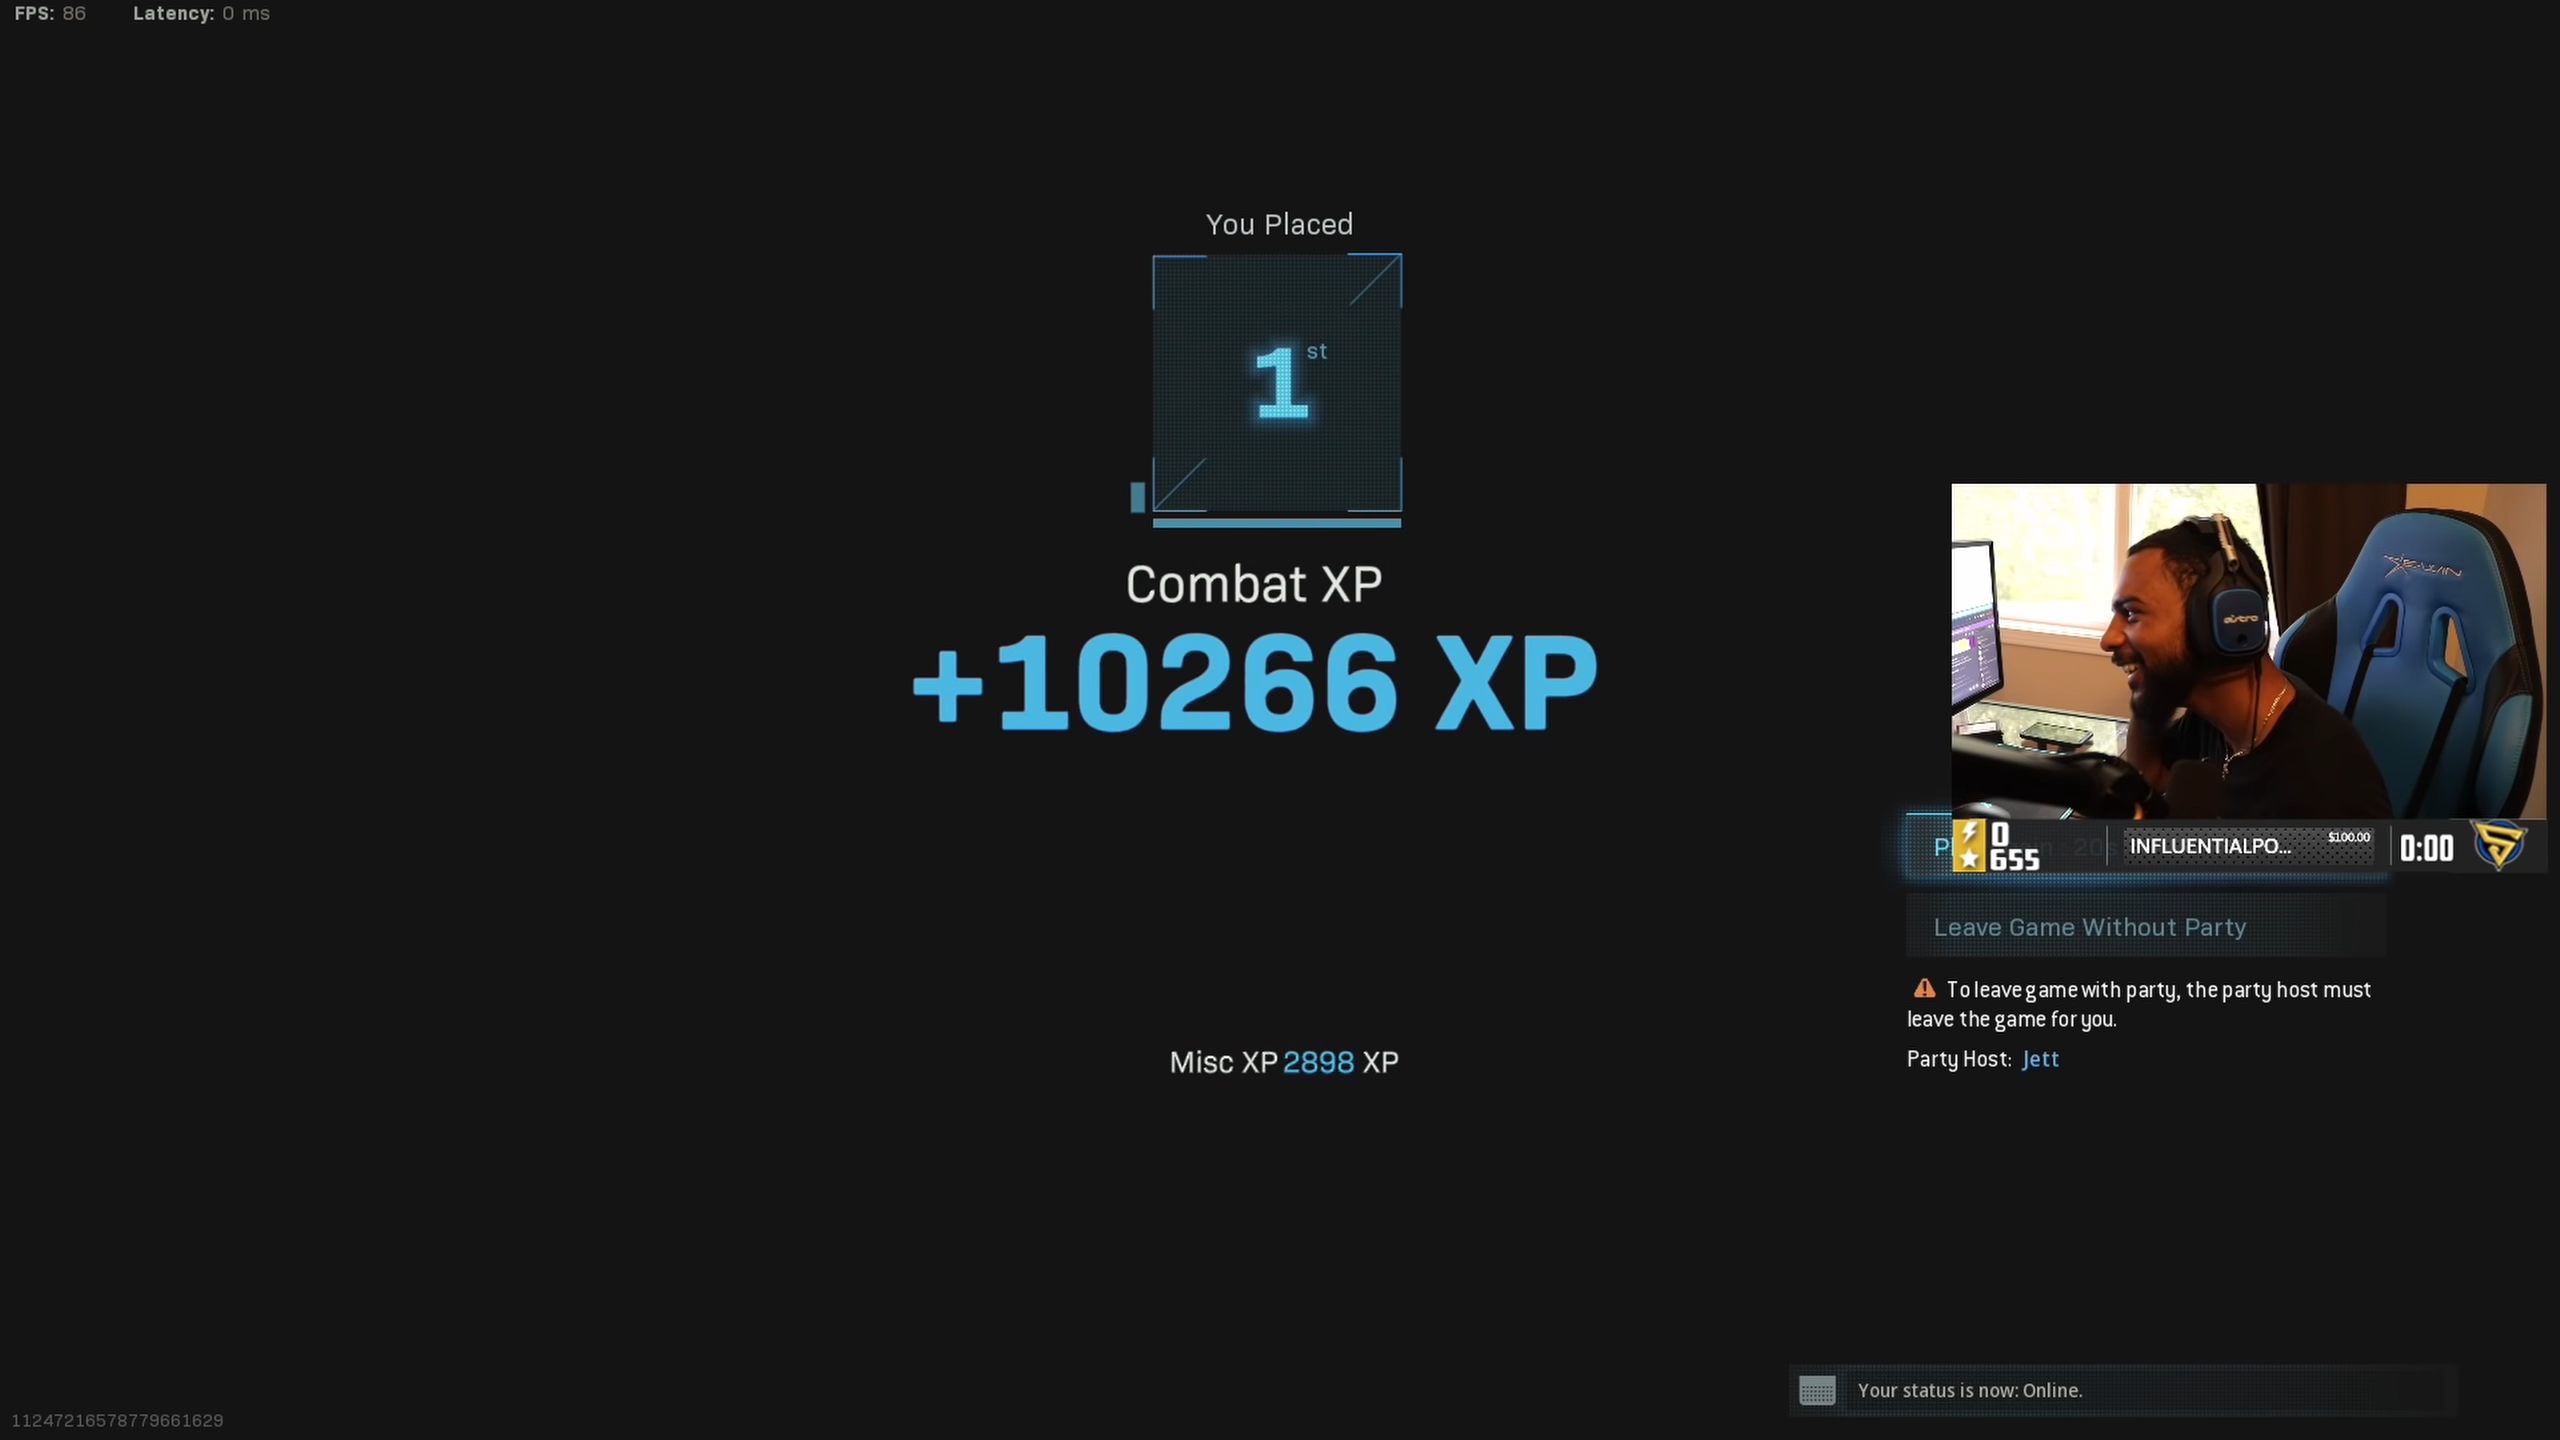 FPS: 86 Latency: 0 ms
You Placed
1st
Combat XP
+10266 XP
Misc XP 2898 XP
astro
0
655
INFLUENTIALPO...
$100.00
0:00
Leave Game Without Party
To leave game with party, the party host must
leave the game for you.
Party Host: Jett
Your status is now: Online.
11247216578779661629